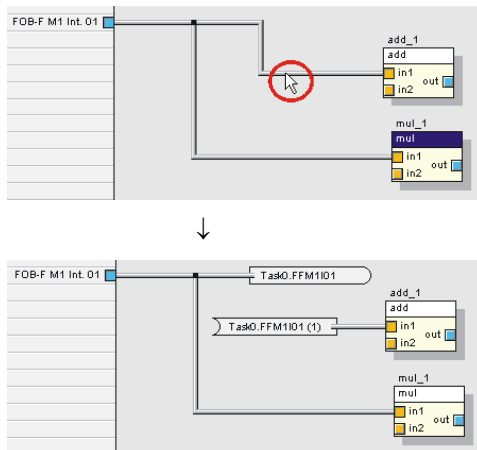 FOB-F M1 Int. 01
add_1
add
in1
out
in2
mul_1
mul
in1
out
in2
↓
FOB-F M1 Int. 01
Task0.FFM1I01
add_1
add
Task0.FFM1I01 (1)
in1
out
in2
mul_1
mul
in1
out
in2